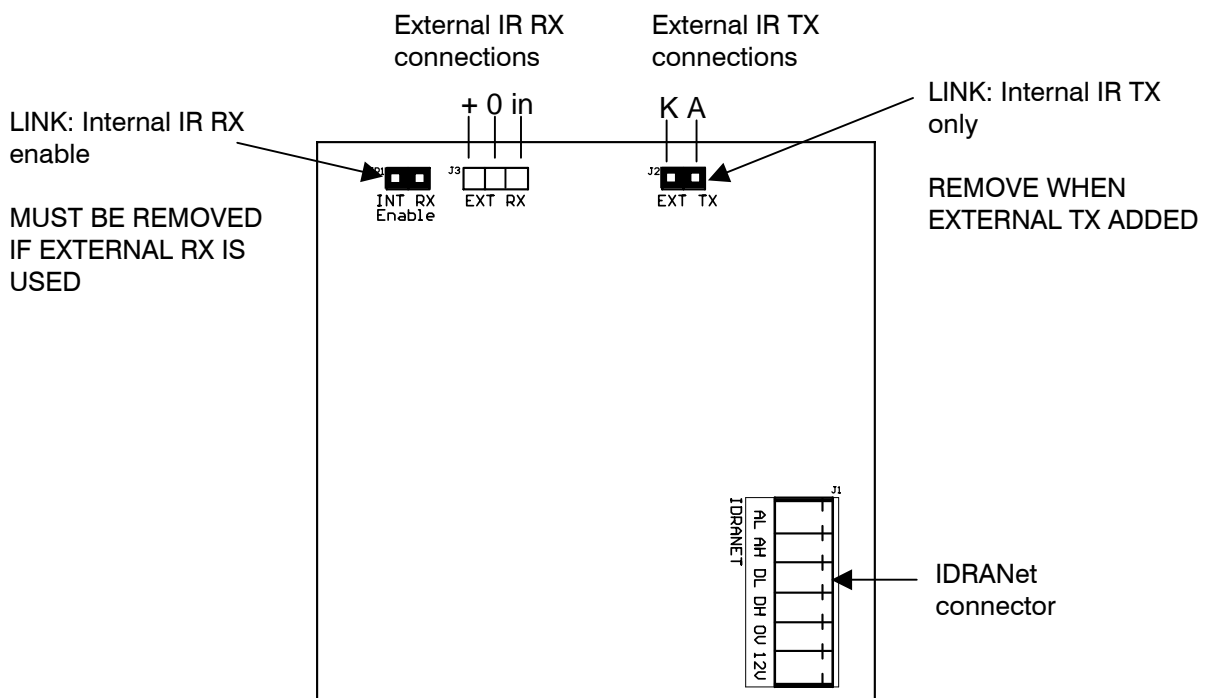 External IR RX
connections
External IR TX
connections
+ 0 in
K A
LINK: Internal IR RX
enable
MUST BE REMOVED
IF EXTERNAL RX IS
USED
LINK: Internal IR TX
only
REMOVE WHEN
EXTERNAL TX ADDED
INT RX
Enable
J3
EXT RX
J2
EXT TX
J1
IDRANET
AL AH DL DH 0V 12V
IDRANet
connector